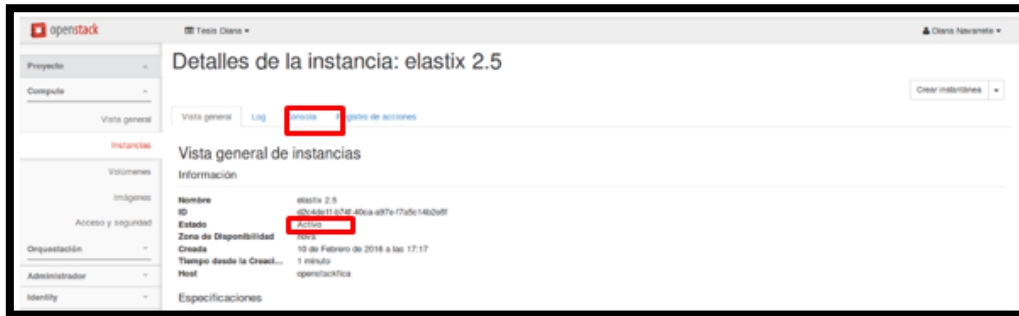 openstack
Tesis Diana
Diana Navarrete
Proyecto
Compute
Vista general
Instancias
Volúmenes
Imágenes
Acceso y seguridad
Orquestación
Administrador
Identity
Detalles de la instancia: elastix 2.5
Crear instantánea
Vista general Log Consola Registro de acciones
Vista general de instancias
Información
Nombre elastix 2.5
ID
Estado Activo
Zona de Disponibilidad nova
Creada 10 de Febrero de 2016 a las 17:17
Tiempo desde la Creaci... 1 minuto
Host openstackfica
Especificaciones